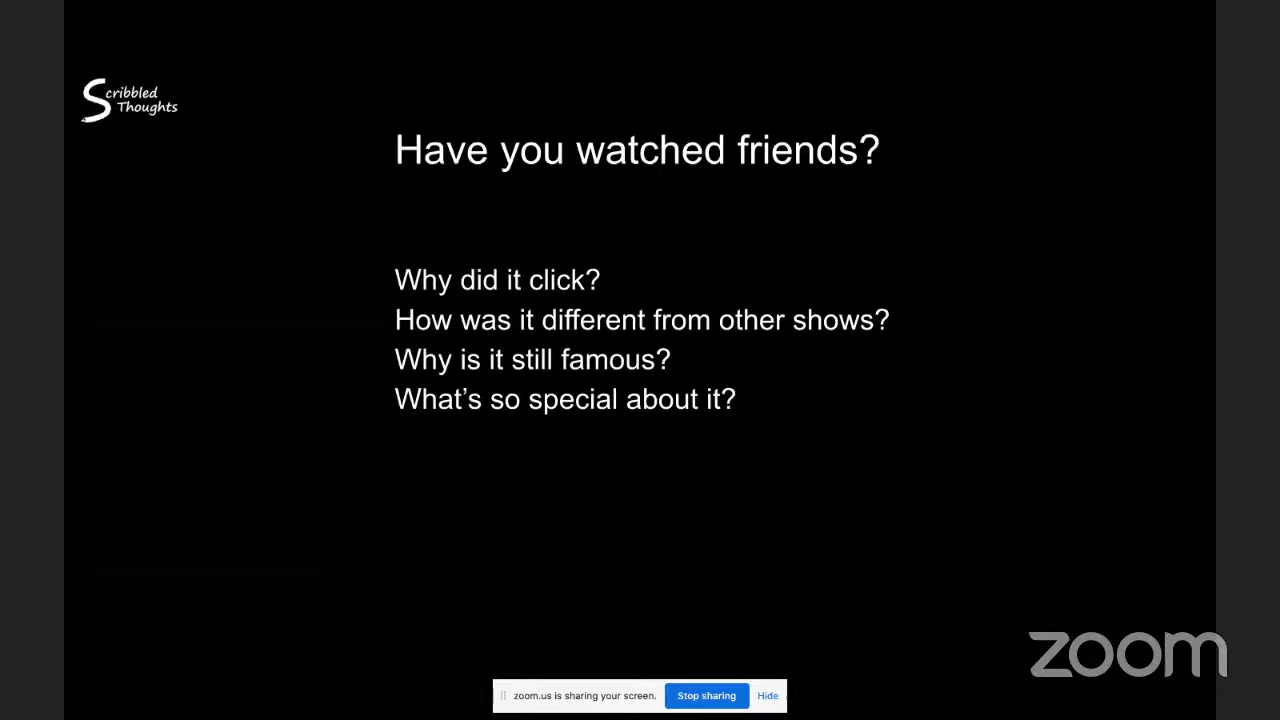 Scribbled
Thoughts
Have you watched friends?
Why did it click?
How was it different from other shows?
Why is it still famous?
What's so special about it?
zoom
zoom.us is sharing your screen. Stop sharing Hide